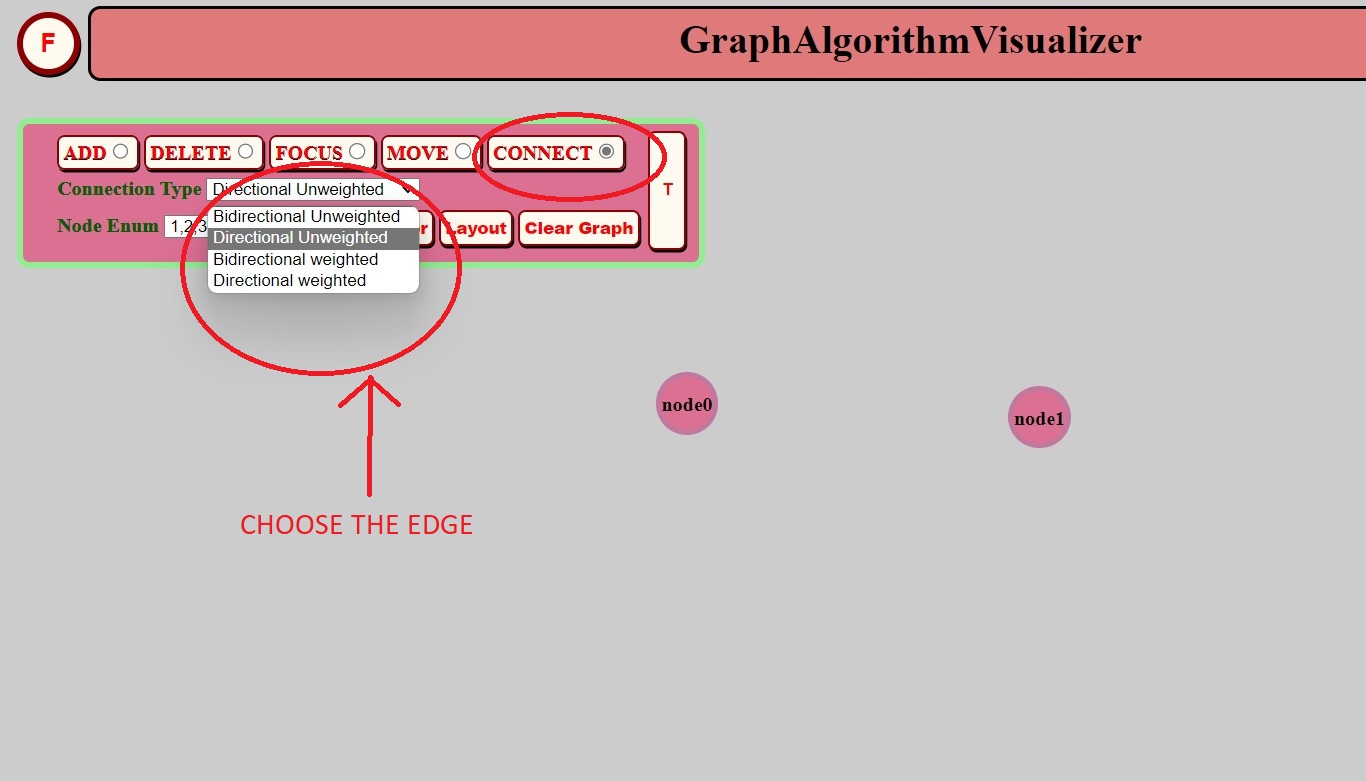 F
GraphAlgorithmVisualizer
ADD DELETE FOCUS MOVE CONNECT
T
Connection Type Directional Unweighted
Node Enum 1,2,3
Layout Clear Graph
Bidirectional Unweighted
Directional Unweighted
Bidirectional weighted
Directional weighted
node0
node1
CHOOSE THE EDGE